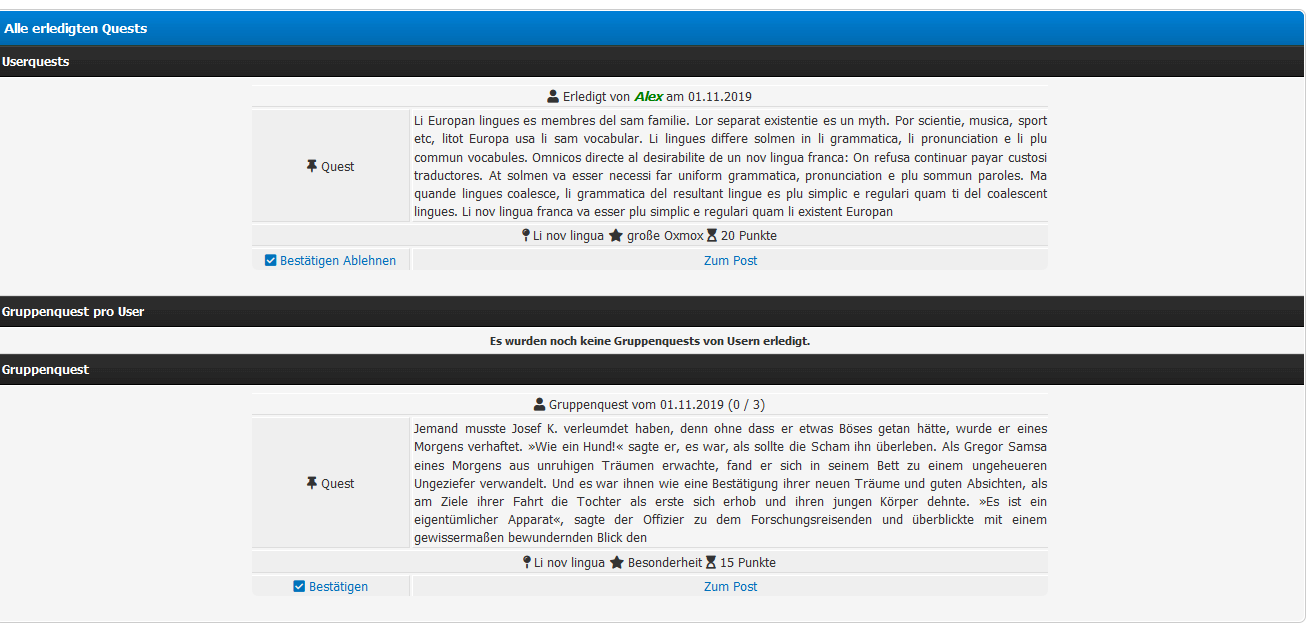 Alle erledigten Quests
Userquests
Erledigt von Alex am 01.11.2019
Li Europan lingues es membres del sam familie. Lor separat existentie es un myth. Por scientie, musica, sport
etc, litot Europa usa li sam vocabular. Li lingues differe solmen in li grammatica, li pronunciation e li plu
commun vocabules. Omnicos directe al desirabilite de un nov lingua franca: On refusa continuar payar custosi
Quest
traductores. At solmen va esser necessi far uniform grammatica, pronunciation e plu sommun paroles. Ma
quande lingues coalesce, li grammatica del resultant lingue es plu simplic e regulari quam ti del coalescent
lingues. Li nov lingua franca va esser plu simplic e regulari quam li existent Europan
Li nov lingua große Oxmox 20 Punkte
Bestätigen Ablehnen
Zum Post
Gruppenquest pro User
Es wurden noch keine Gruppenquests von Usern erledigt.
Gruppenquest
Gruppenquest vom 01.11.2019 (0 / 3)
Jemand musste Josef K. verleumdet haben, denn ohne dass er etwas Böses getan hätte, wurde er eines
Morgens verhaftet. »Wie ein Hund!« sagte er, es war, als sollte die Scham ihn überleben. Als Gregor Samsa
eines Morgens aus unruhigen Träumen erwachte, fand er sich in seinem Bett zu einem ungeheueren
Quest
Ungeziefer verwandelt. Und es war ihnen wie eine Bestätigung ihrer neuen Träume und guten Absichten, als
am Ziele ihrer Fahrt die Tochter als erste sich erhob und ihren jungen Körper dehnte. »Es ist ein
eigentümlicher Apparat«, sagte der Offizier zu dem Forschungsreisenden und überblickte mit einem
gewissermaßen bewundernden Blick den
Li nov lingua Besonderheit 15 Punkte
Bestätigen
Zum Post